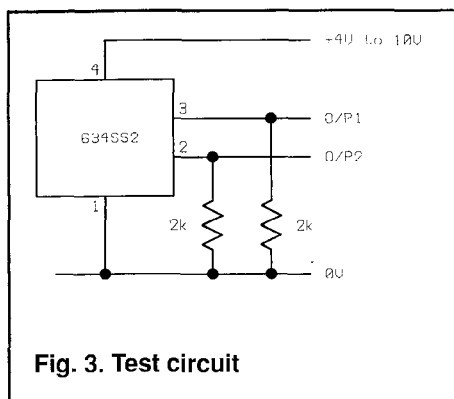 +4V to 10V
4
3
O/P1
634SS2
2
O/P2
1
2k
2k
0V
Fig. 3. Test circuit